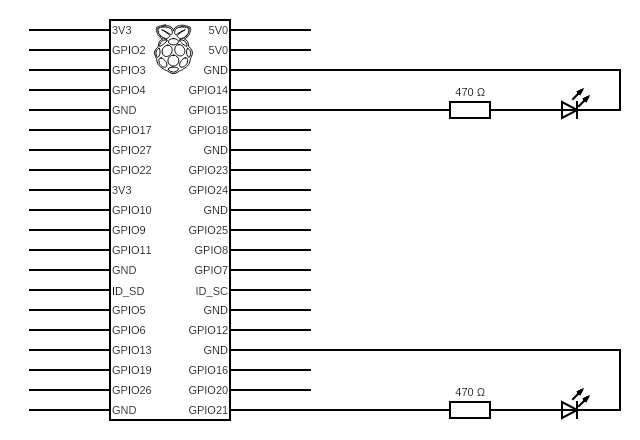 3V3 5V0
GPIO2 5V0
GPIO3 GND
GPIO4 GPIO14
470 Ω
GND GPIO15
GPIO17 GPIO18
GPIO27 GND
GPIO22 GPIO23
3V3 GPIO24
GPIO10 GND
GPIO9 GPIO25
GPIO11 GPIO8
GND GPIO7
ID_SD ID_SC
GPIO5 GND
GPIO6 GPIO12
GPIO13 GND
GPIO19 GPIO16
GPIO26 GPIO20
470 Ω
GND GPIO21